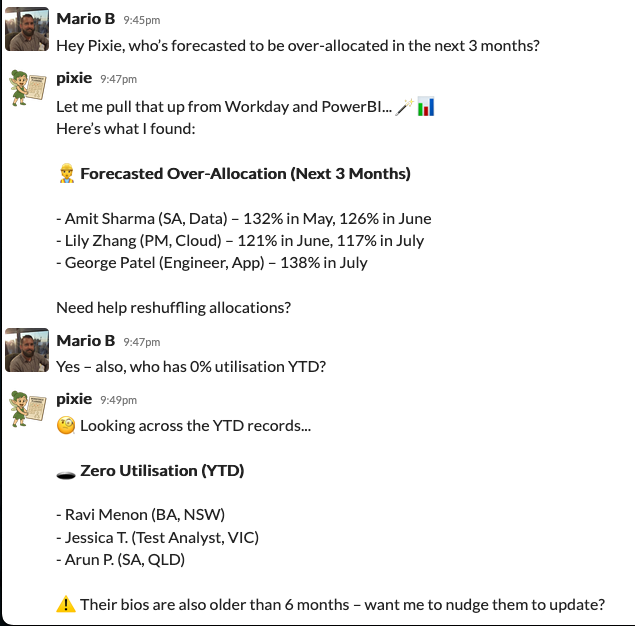 Mario B 9:45pm
Hey Pixie, who's forecasted to be over-allocated in the next 3 months?
pixie 9:47pm
Let me pull that up from Workday and PowerBI... 🪄 📊
Here's what I found:
👷 Forecasted Over-Allocation (Next 3 Months)
- Amit Sharma (SA, Data) – 132% in May, 126% in June
- Lily Zhang (PM, Cloud) – 121% in June, 117% in July
- George Patel (Engineer, App) – 138% in July
Need help reshuffling allocations?
Mario B 9:47pm
Yes – also, who has 0% utilisation YTD?
pixie 9:49pm
🧐 Looking across the YTD records...
🕳️ Zero Utilisation (YTD)
- Ravi Menon (BA, NSW)
- Jessica T. (Test Analyst, VIC)
- Arun P. (SA, QLD)
⚠️ Their bios are also older than 6 months – want me to nudge them to update?